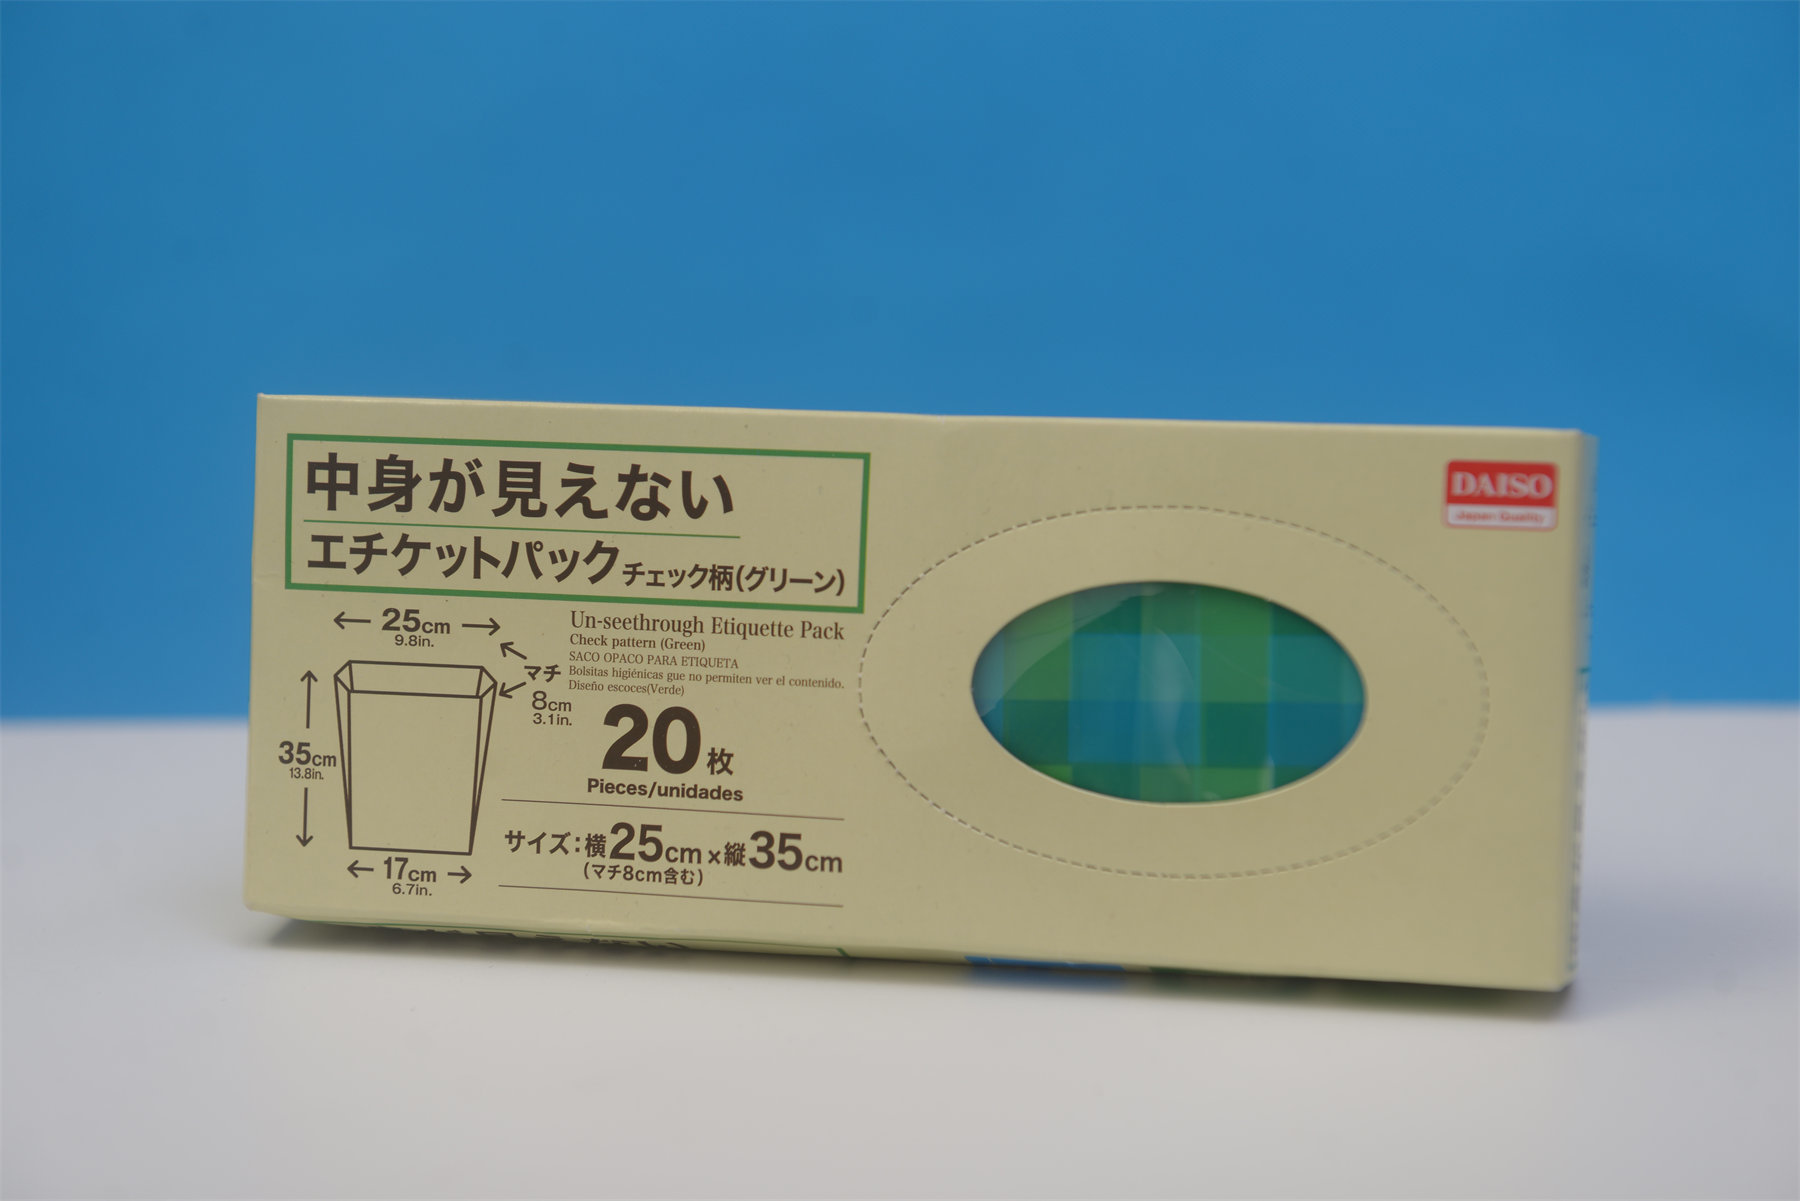 中身が見えない
エチケットパック チェック柄(グリーン)
DAISO
Japan Quality
Un-seethrough Etiquette Pack
Check pattern (Green)
SACO OPACO PARA ETIQUETA
Bolsitas higiénicas gue no permiten ver el contenido.
Diseño escoces(Verde)
25cm
9.8in.
マチ
8cm
3.1in.
35cm
13.8in.
17cm
6.7in.
20枚
Pieces/unidades
サイズ:横25cm×縦35cm
(マチ8cm含む)